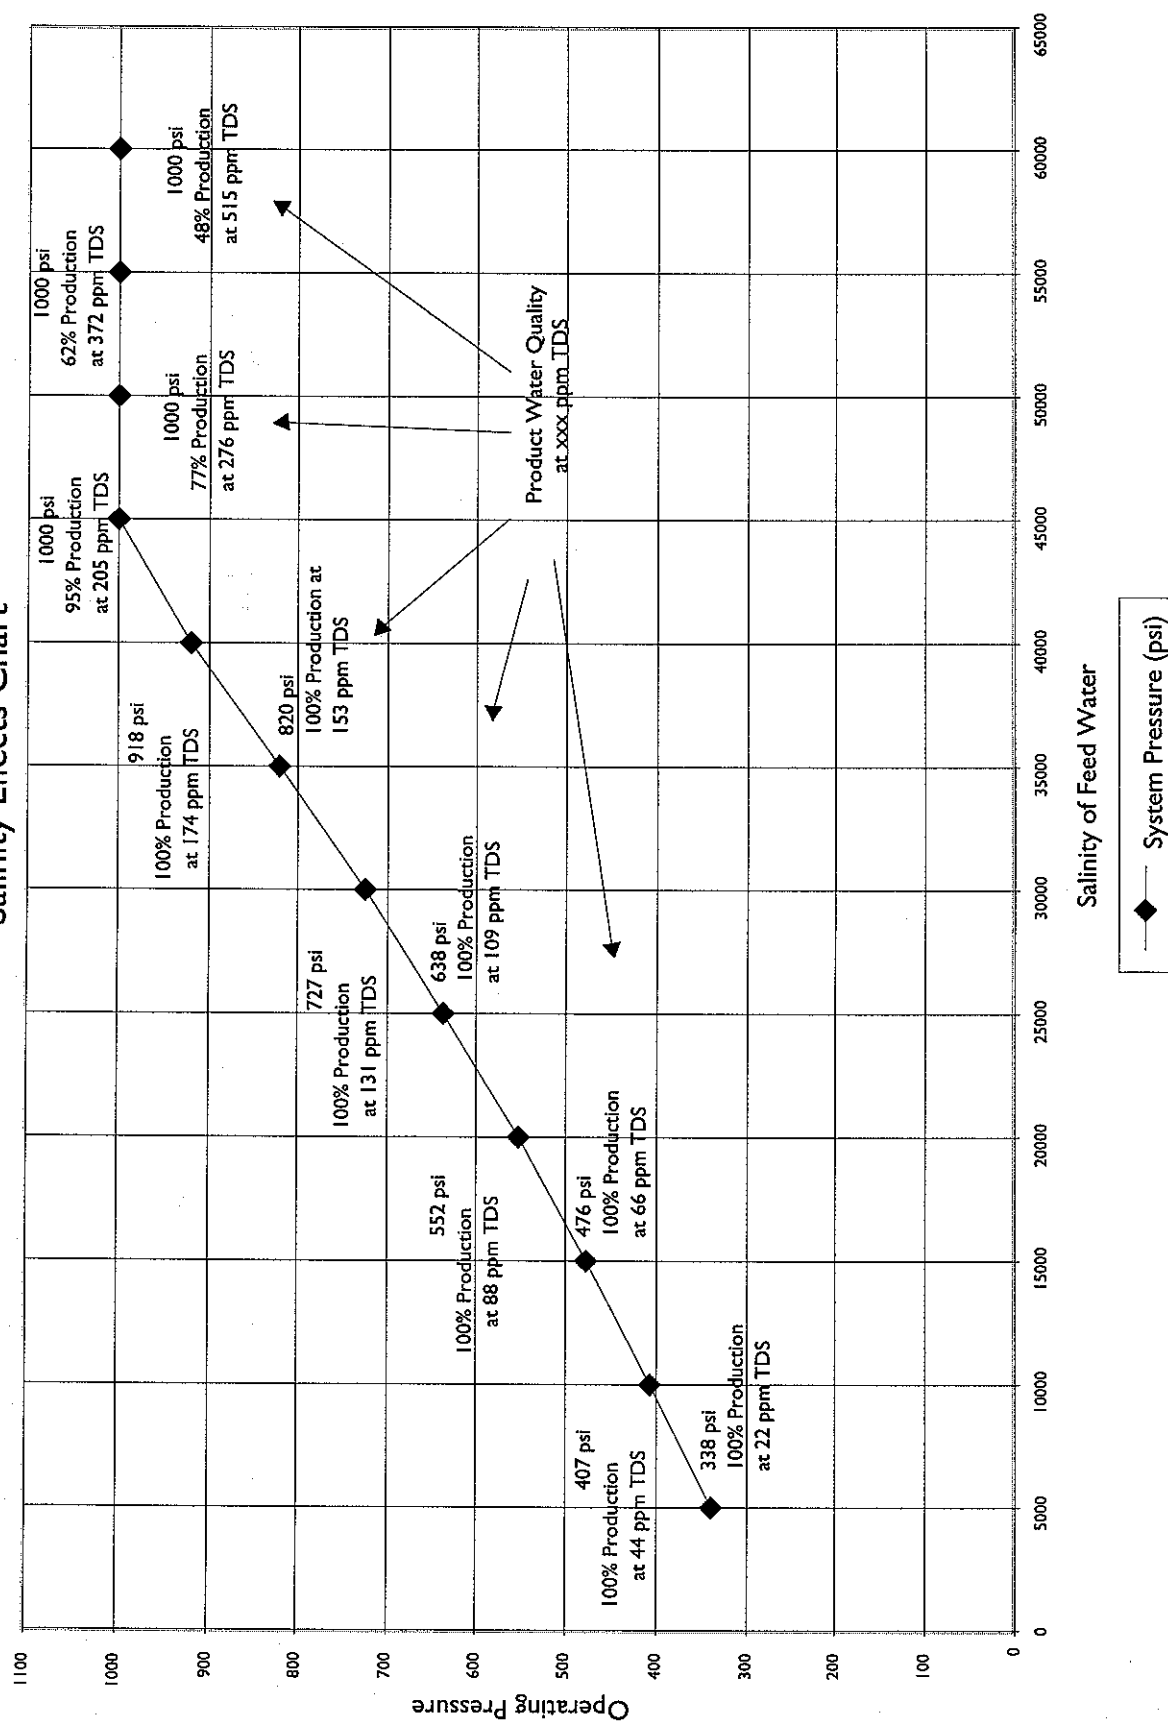 Salinity Effects Chart
1100
1000
900
800
700
600
500
400
300
200
100
0
Operating Pressure
407 psi
100% Production
at 44 ppm TDS
338 psi
100% Production
at 22 ppm TDS
552 psi
100% Production
at 88 ppm TDS
476 psi
100% Production
at 66 ppm TDS
727 psi
100% Production
at 131 ppm TDS
638 psi
100% Production
at 109 ppm TDS
918 psi
100% Production
at 174 ppm TDS
820 psi
100% Production at
153 ppm TDS
1000 psi
95% Production
at 205 ppm TDS
1000 psi
77% Production
at 276 ppm TDS
1000 psi
62% Production
at 372 ppm TDS
1000 psi
48% Production
at 515 ppm TDS
Product Water Quality
at xxx ppm TDS
0
5000
10000
15000
20000
25000
30000
35000
40000
45000
50000
55000
60000
65000
Salinity of Feed Water
System Pressure (psi)